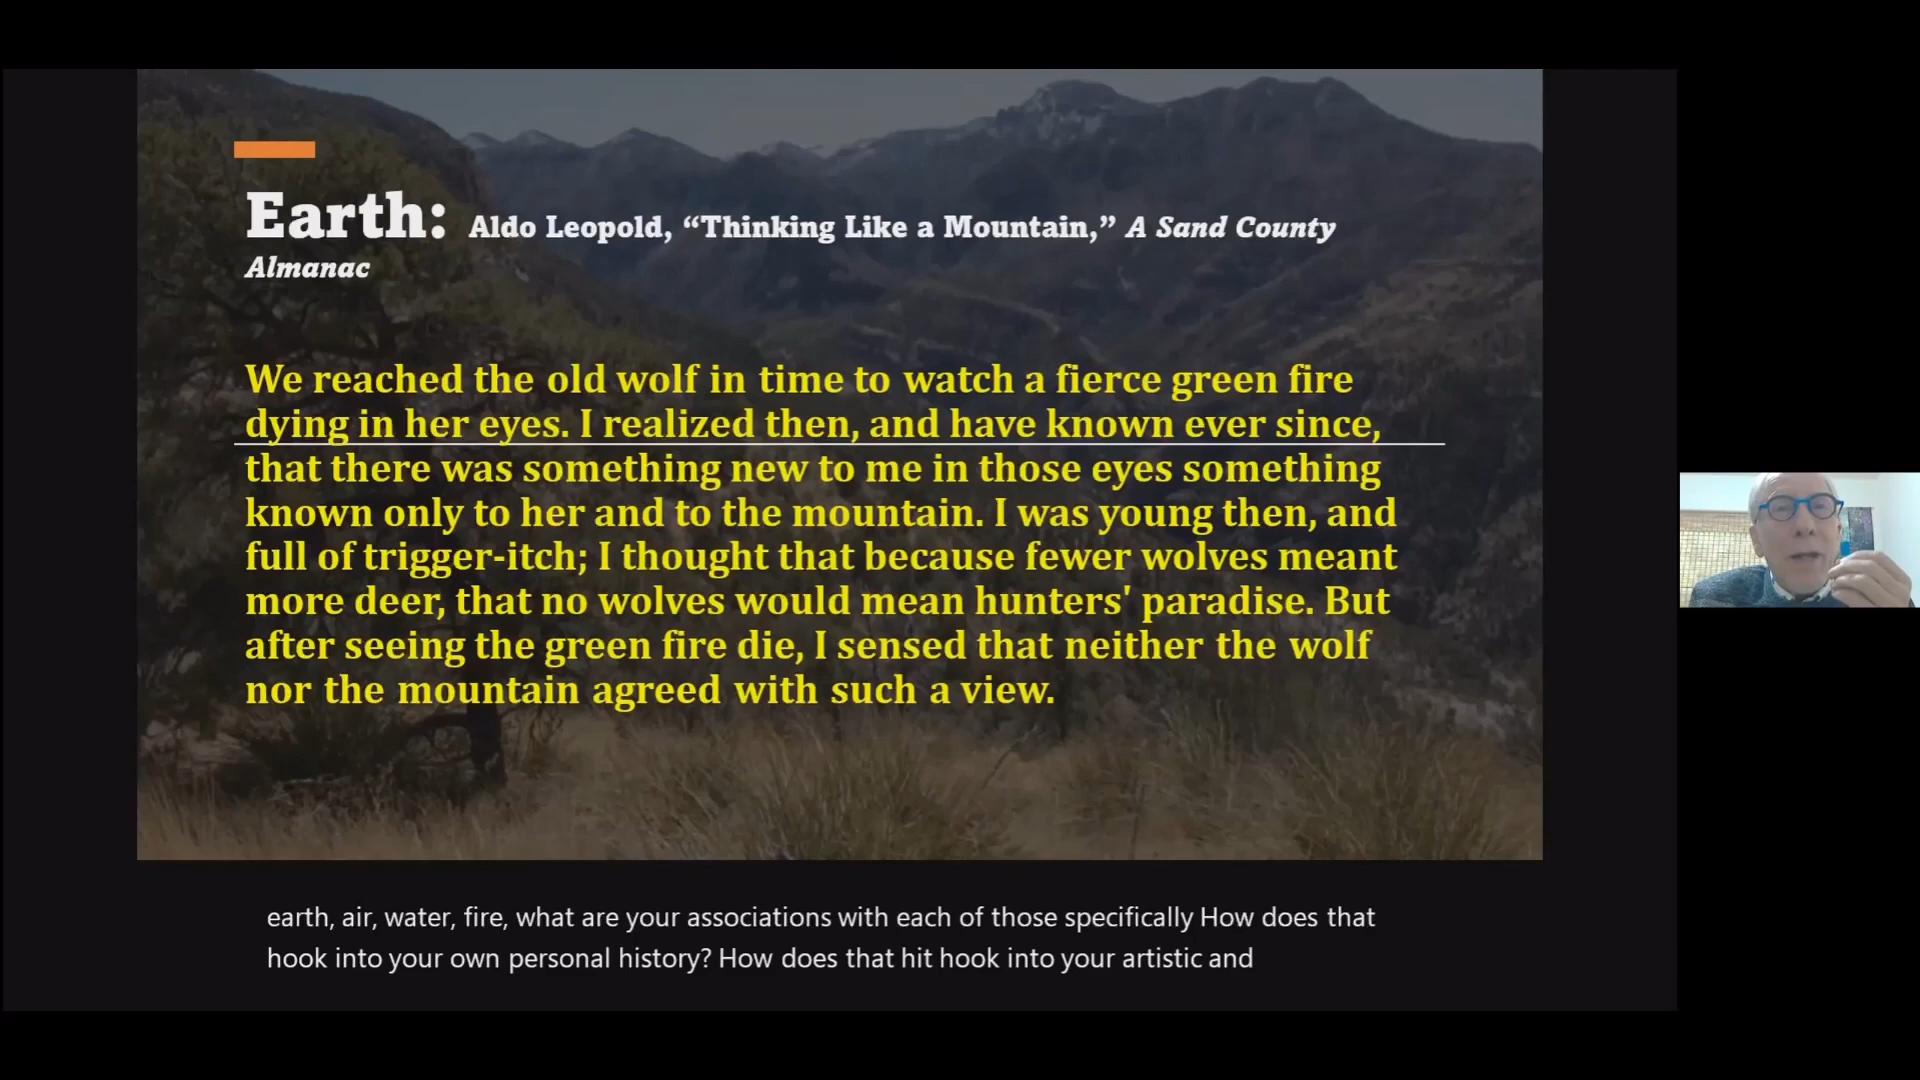 Earth: Aldo Leopold, “Thinking Like a Mountain,” A Sand County
Almanac
We reached the old wolf in time to watch a fierce green fire
dying in her eyes. I realized then, and have known ever since,
that there was something new to me in those eyes something
known only to her and to the mountain. I was young then, and
full of trigger-itch; I thought that because fewer wolves meant
more deer, that no wolves would mean hunters' paradise. But
after seeing the green fire die, I sensed that neither the wolf
nor the mountain agreed with such a view.
earth, air, water, fire, what are your associations with each of those specifically How does that
hook into your own personal history? How does that hit hook into your artistic and